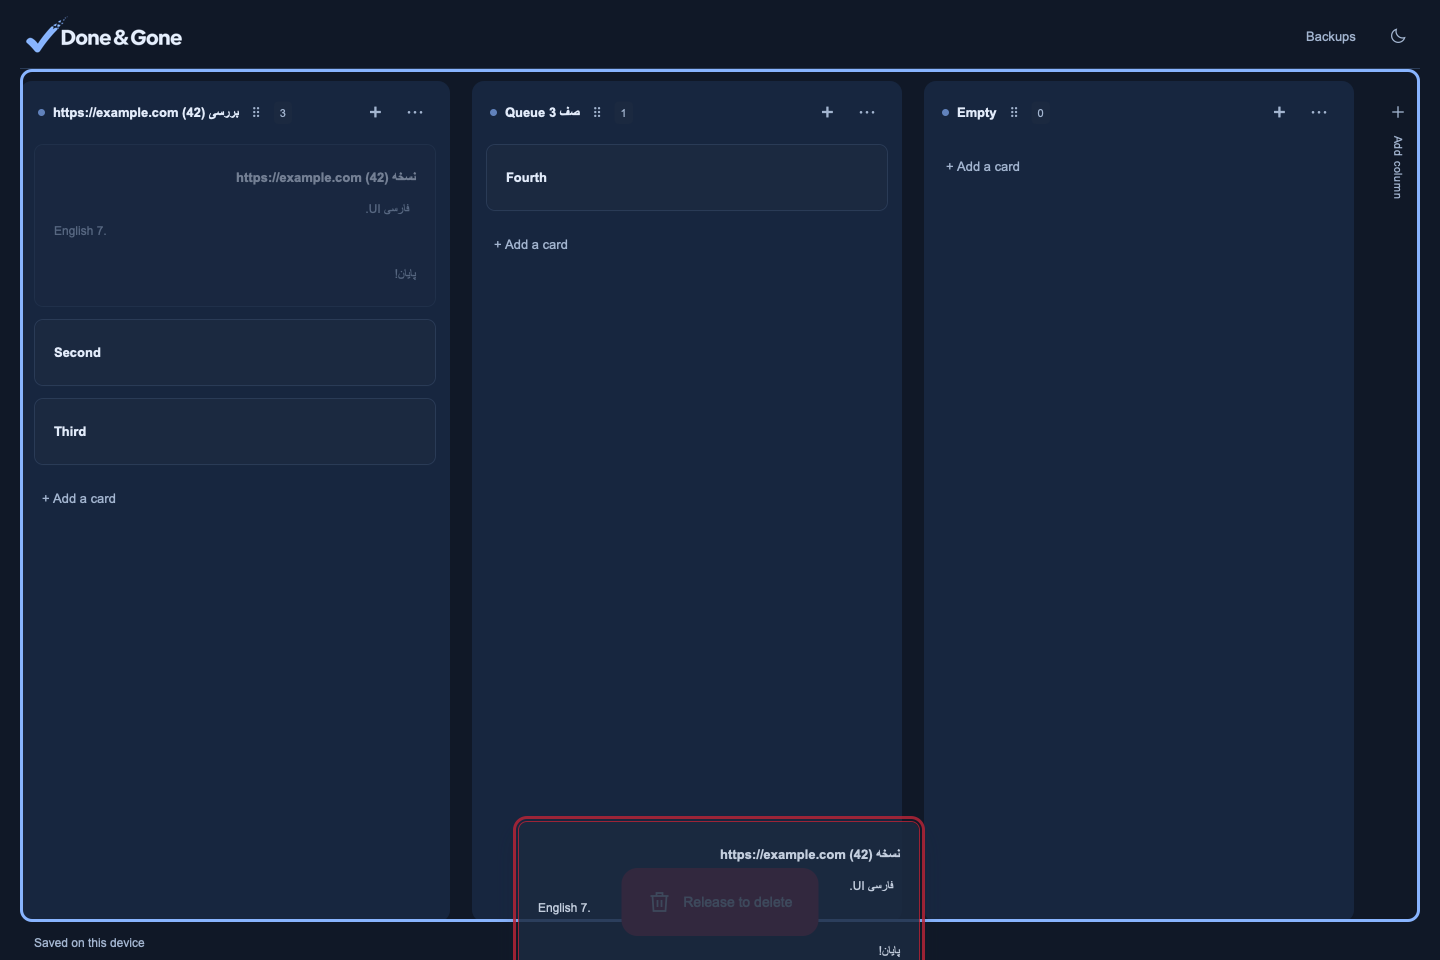 Done & Gone
Backups
https://example.com (42) بررسی
3
Queue 3 صف
1
Empty
0
Add column
نسخه (42) https://example.com
فارسی UI.
English 7.
پایان!
Second
Third
+ Add a card
Fourth
+ Add a card
+ Add a card
نسخه (42) https://example.com
فارسی UI.
English 7.
Release to delete
پایان!
Saved on this device